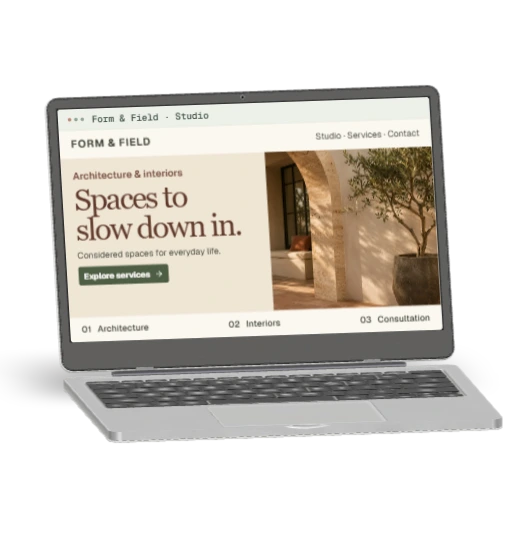 Form & Field · Studio
FORM & FIELD
Studio · Services · Contact
Architecture & interiors
Spaces to
slow down in.
Considered spaces for everyday life.
Explore services →
01 Architecture
02 Interiors
03 Consultation